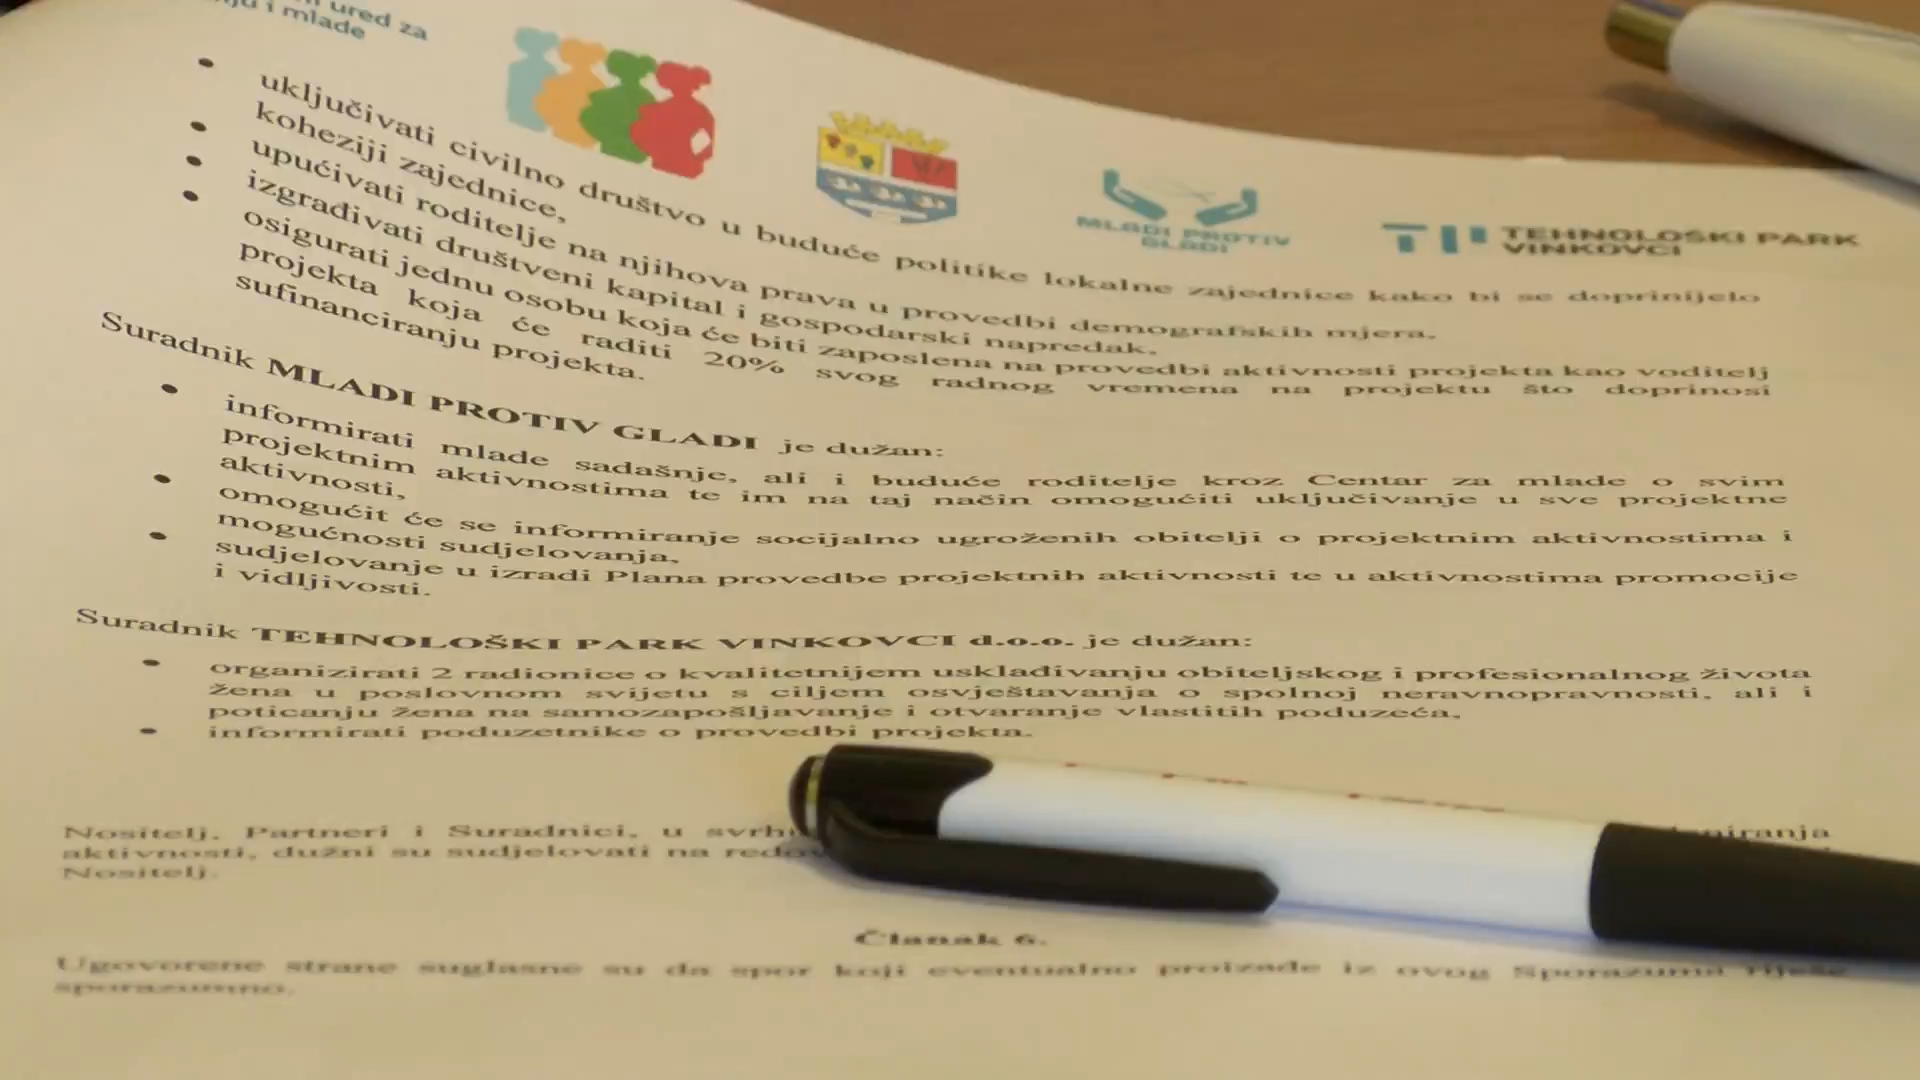 ured za
i mlade
MLADI PROTIV
GLADI
TEHNOLOŠKI PARK
VINKOVCI
• uključivati civilno društvo u buduće politike lokalne zajednice kako bi se doprinijelo
koheziji zajednice,
• upućivati roditelje na njihova prava u provedbi demografskih mjera,
• izgrađivati društveni kapital i gospodarski napredak,
• osigurati jednu osobu koja će biti zaposlena na provedbi aktivnosti projekta kao voditelj
projekta koja će raditi 20% svog radnog vremena na projektu što doprinosi
sufinanciranju projekta.
Suradnik MLADI PROTIV GLADI je dužan:
• informirati mlade sadašnje, ali i buduće roditelje kroz Centar za mlade o svim
projektnim aktivnostima te im na taj način omogućiti uključivanje u sve projektne
aktivnosti,
• omogućit će se informiranje socijalno ugroženih obitelji o projektnim aktivnostima i
mogućnosti sudjelovanja,
• sudjelovanje u izradi Plana provedbe projektnih aktivnosti te u aktivnostima promocije
i vidljivosti.
Suradnik TEHNOLOŠKI PARK VINKOVCI d.o.o. je dužan:
• organizirati 2 radionice o kvalitetnijem usklađivanju obiteljskog i profesionalnog života
žena u poslovnom svijetu s ciljem osvještavanja o spolnoj neravnopravnosti, ali i
poticanju žena na samozapošljavanje i otvaranje vlastitih poduzeća,
• informirati poduzetnike o provedbi projekta.
Nositelj, Partneri i Suradnici, u
aktivnosti, dužni su sudjelovati na
Nositelj.
Članak 6.
Ugovorene strane suglasne su da spor koji eventualno proizađe iz ovog Sporazuma riješe
sporazumno.